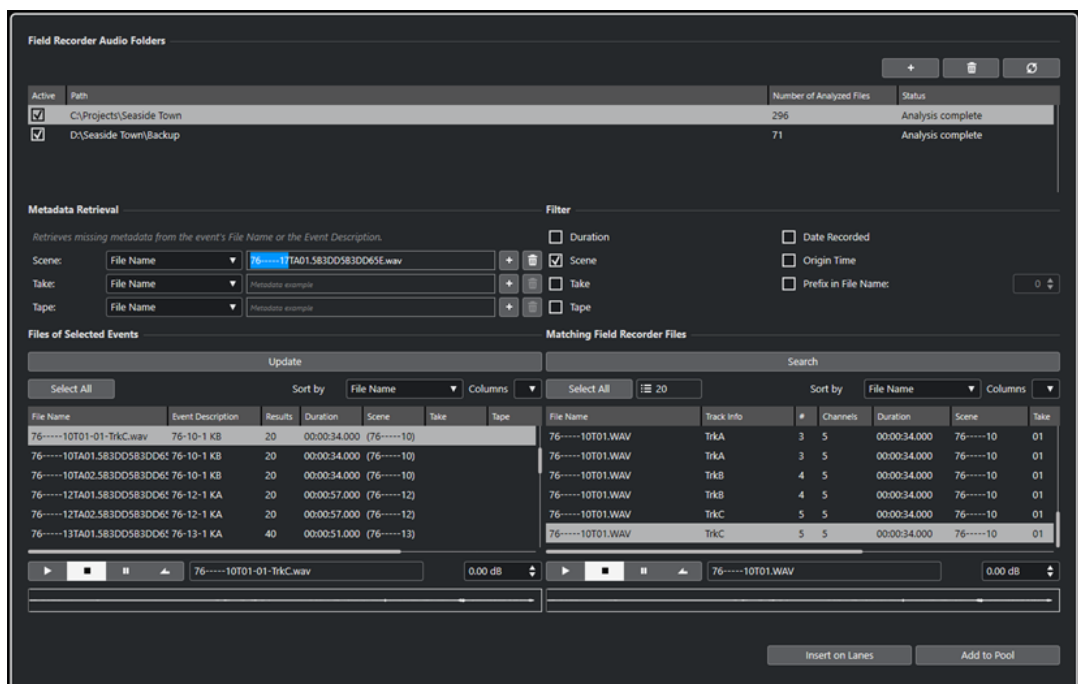 Field Recorder Audio Folders
+
Active Path Number of Analyzed Files Status
C:\Projects\Seaside Town 296 Analysis complete
D:\Seaside Town\Backup 71 Analysis complete
Metadata Retrieval
Retrieves missing metadata from the event's File Name or the Event Description.
Scene: File Name 76-----17TA01.5B3DD5B3DD65E.wav +
Take: File Name Metadata example +
Tape: File Name Metadata example +
Filter
Duration Date Recorded
Scene Origin Time
Take Prefix in File Name: 0
Tape
Files of Selected Events
Update
Select All Sort by File Name Columns
File Name Event Description Results Duration Scene Take Tape
76-----10T01-01-TrkC.wav 76-10-1 KB 20 00:00:34.000 (76-----10)
76-----10TA01.5B3DD5B3DD65 76-10-1 KB 20 00:00:34.000 (76-----10)
76-----10TA02.5B3DD5B3DD65 76-10-1 KB 20 00:00:34.000 (76-----10)
76-----12TA01.5B3DD5B3DD65 76-12-1 KA 20 00:00:57.000 (76-----12)
76-----12TA02.5B3DD5B3DD65 76-12-1 KA 20 00:00:57.000 (76-----12)
76-----13TA01.5B3DD5B3DD65 76-13-1 KA 40 00:00:51.000 (76-----13)
76-----10T01-01-TrkC.wav 0.00 dB
Matching Field Recorder Files
Search
Select All 20 Sort by File Name Columns
File Name Track Info # Channels Duration Scene Take
76-----10T01.WAV TrkA 3 5 00:00:34.000 76-----10 01
76-----10T01.WAV TrkA 3 5 00:00:34.000 76-----10 01
76-----10T01.WAV TrkB 4 5 00:00:34.000 76-----10 01
76-----10T01.WAV TrkB 4 5 00:00:34.000 76-----10 01
76-----10T01.WAV TrkC 5 5 00:00:34.000 76-----10 01
76-----10T01.WAV TrkC 5 5 00:00:34.000 76-----10 01
76-----10T01.WAV 0.00 dB
Insert on Lanes Add to Pool